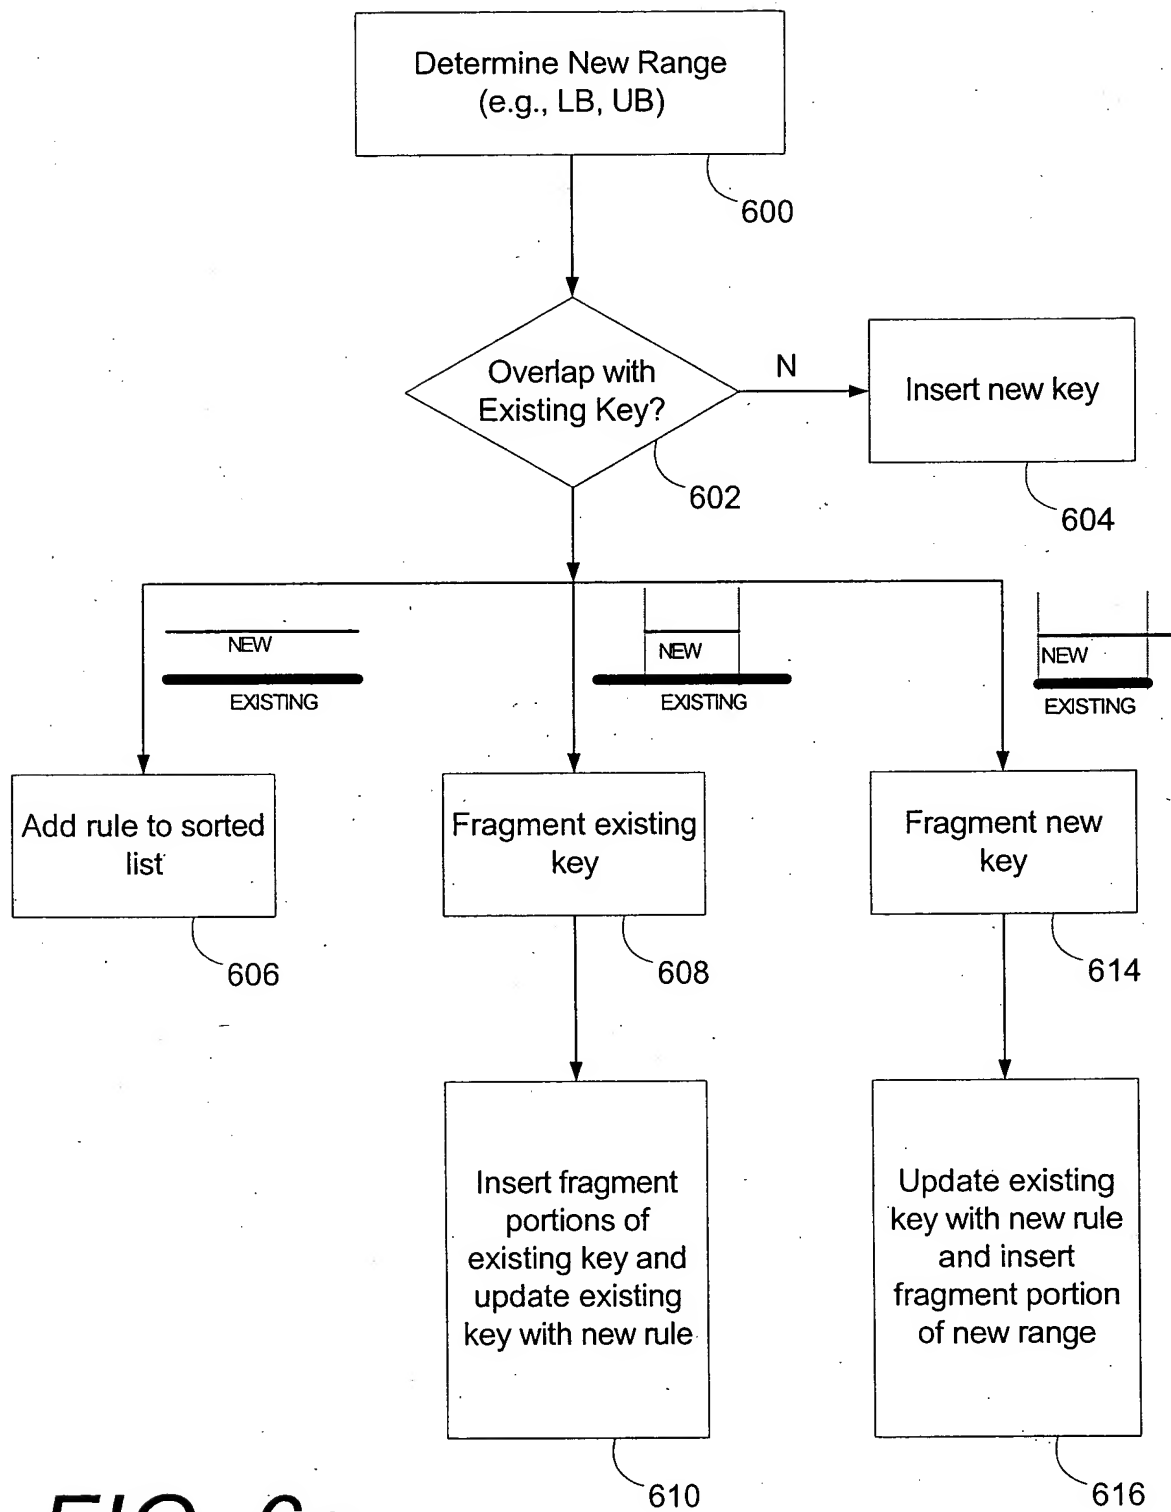 Determine New Range
(e.g., LB, UB)
600
Overlap with
Existing Key?
N
Insert new key
602
604
NEW
EXISTING
NEW
EXISTING
NEW
EXISTING
Add rule to sorted
list
Fragment existing
key
Fragment new
key
606
608
614
Insert fragment
portions of
existing key and
update existing
key with new rule
Update existing
key with new rule
and insert
fragment portion
of new range
610
616